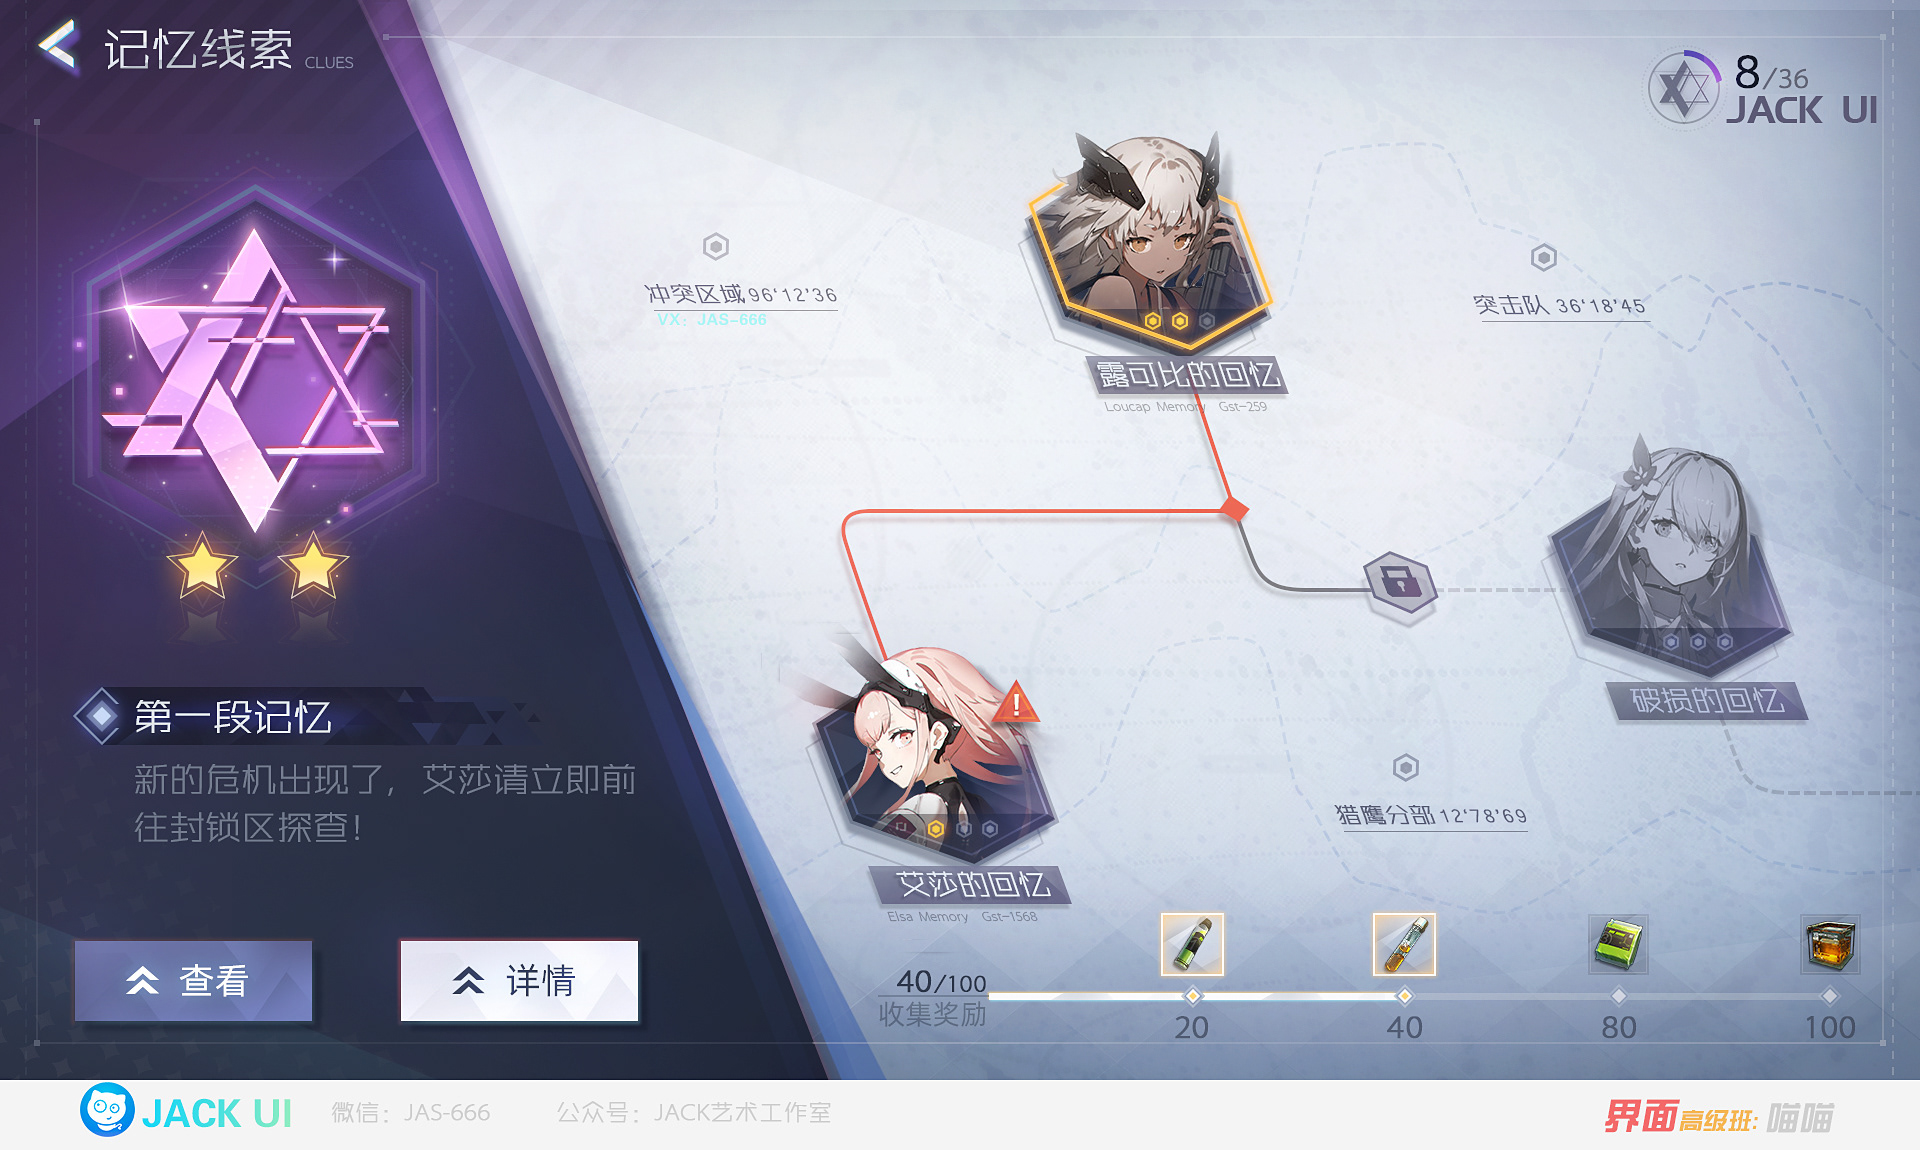 记忆线索 CLUES
8/36
JACK UI
冲突区域 96'12'36
VX: JAS-666
突击队 36'18'45
露可比的回忆
Loucap Memory Gst-259
破损的回忆
第一段记忆
新的危机出现了，艾莎请立即前
往封锁区探查！
!
猎鹰分部 12'78'69
艾莎的回忆
Elsa Memory Gst-1568
查看
详情
40/100
收集奖励
20
40
80
100
JACK UI
微信：JAS-666
公众号：JACK艺术工作室
界面高级班:喵喵